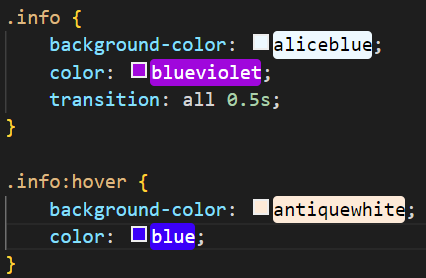 .info {
    background-color: aliceblue;
    color: blueviolet;
    transition: all 0.5s;
}

.info:hover {
    background-color: antiquewhite;
    color: blue;
}